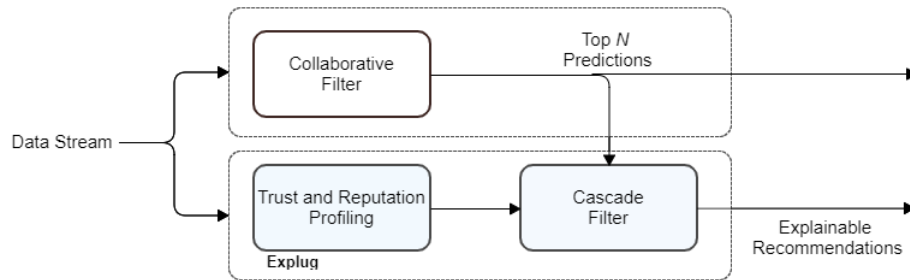 Top N
Predictions
Collaborative
Filter
Data Stream
Trust and Reputation
Profiling
Cascade
Filter
Explug
Explainable
Recommendations